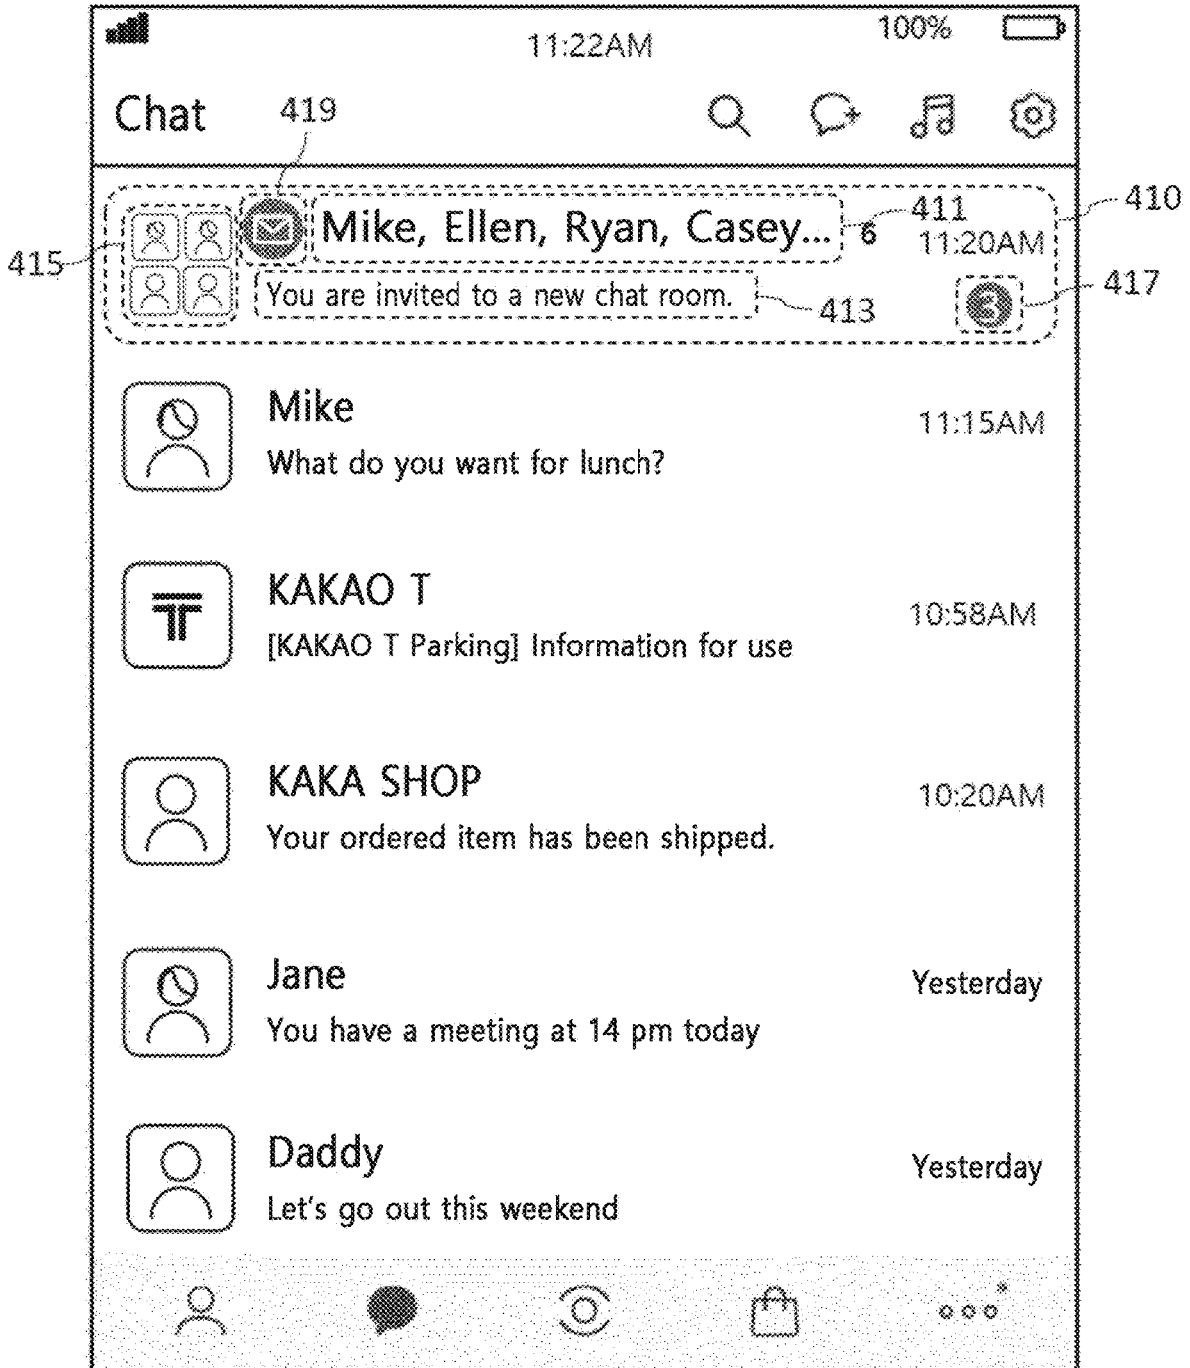 100%
11:22AM
Chat
419
410
Mike, Ellen, Ryan, Casey...
6
411
11:20AM
415
417
You are invited to a new chat room.
413
3
Mike
11:15AM
What do you want for lunch?
KAKAO T
10:58AM
[KAKAO T Parking] Information for use
KAKA SHOP
10:20AM
Your ordered item has been shipped.
Jane
Yesterday
You have a meeting at 14 pm today
Daddy
Yesterday
Let's go out this weekend